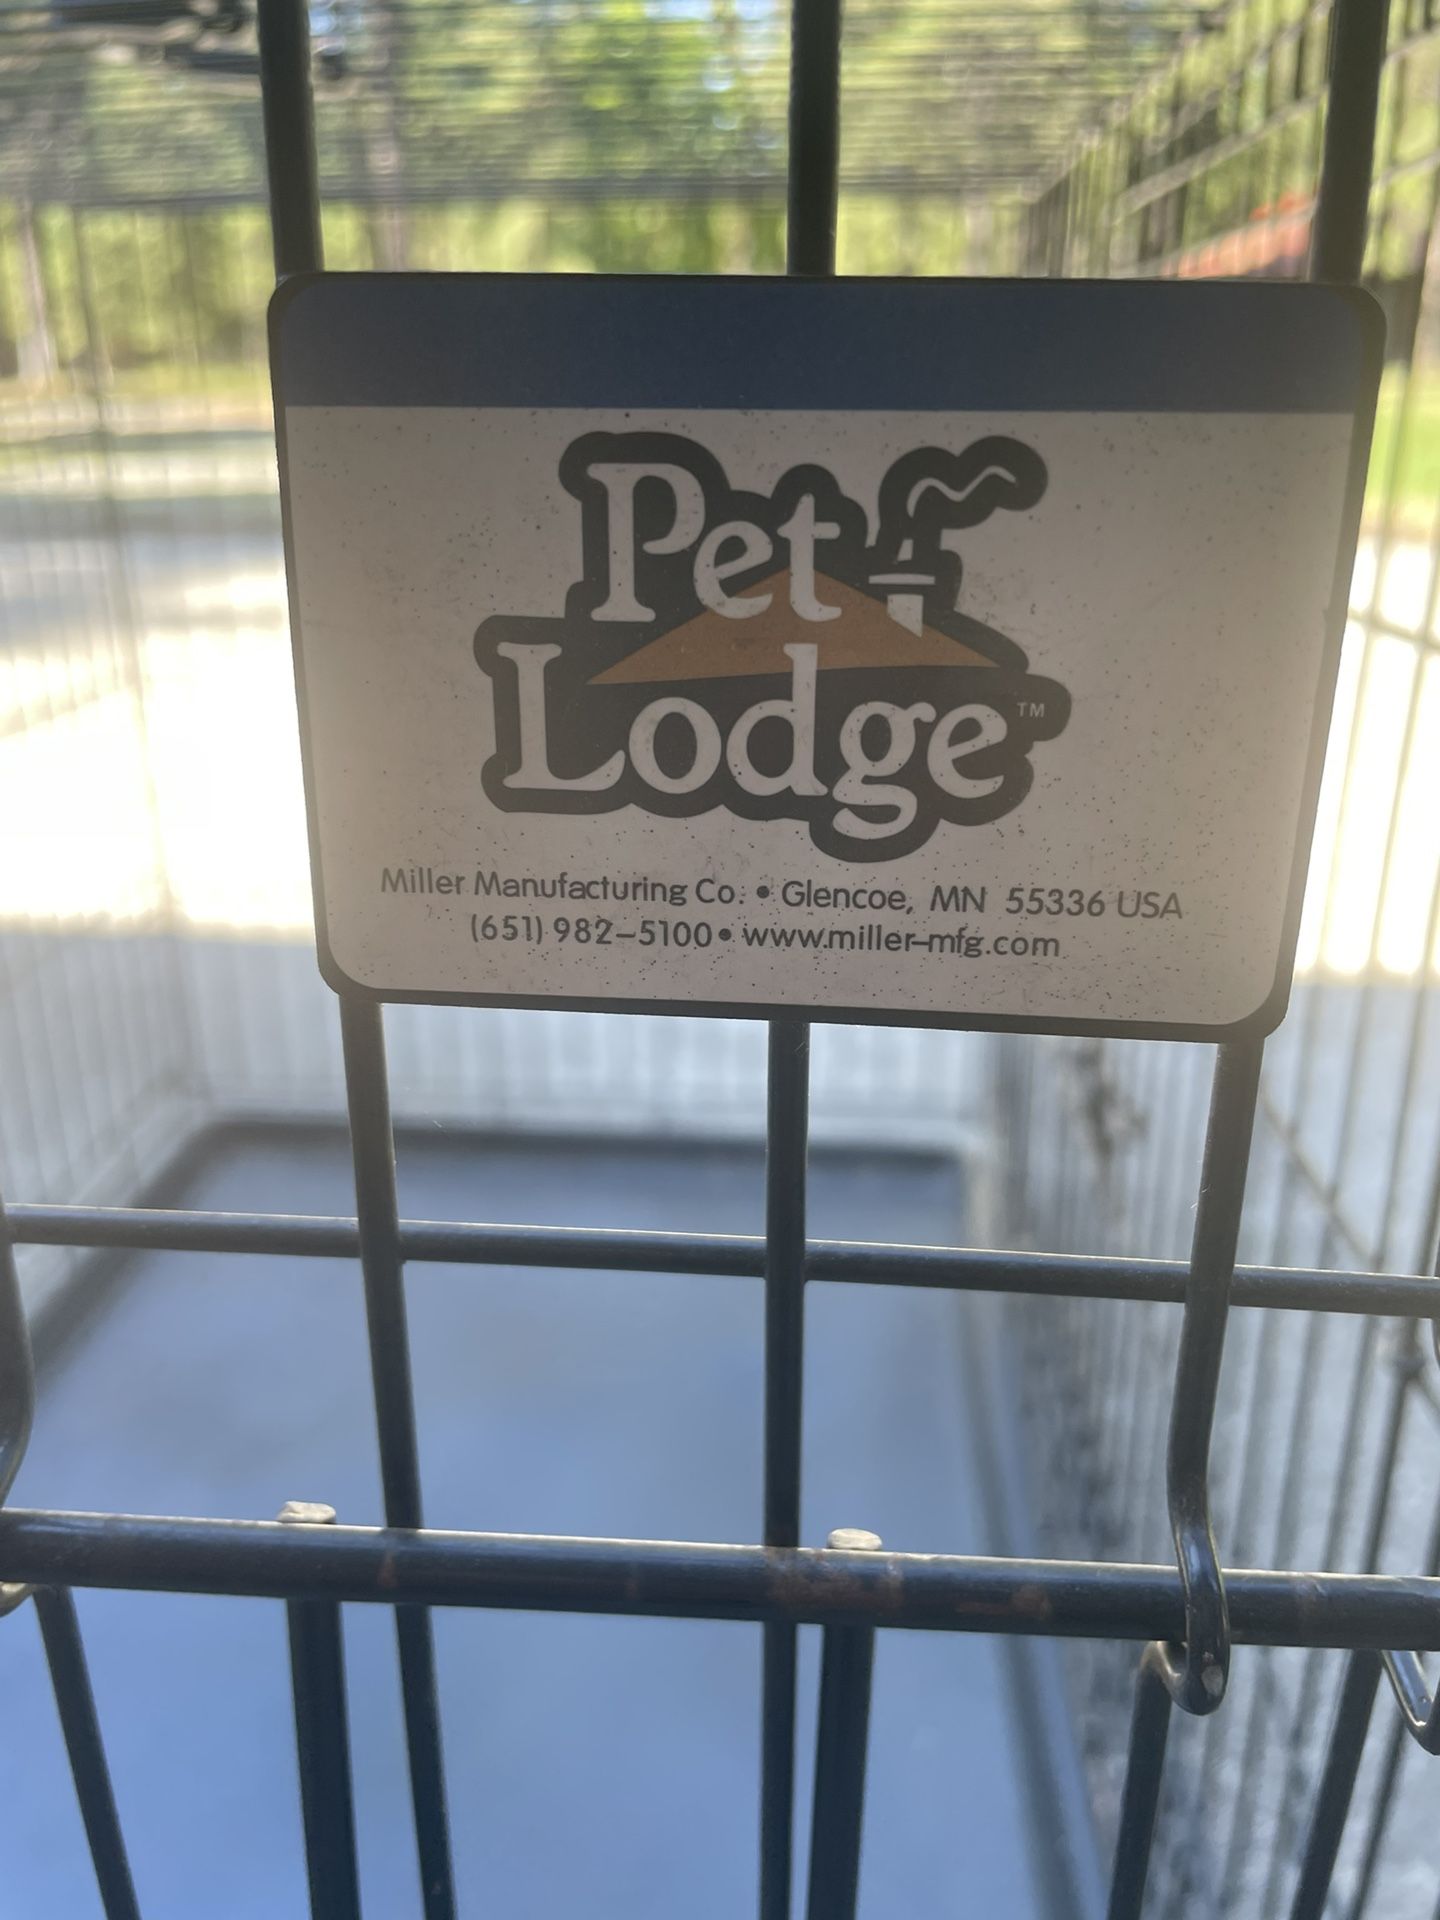 Pet
Lodge™
Miller Manufacturing Co. • Glencoe, MN 55336 USA
(651) 982-5100 • www.miller-mfg.com